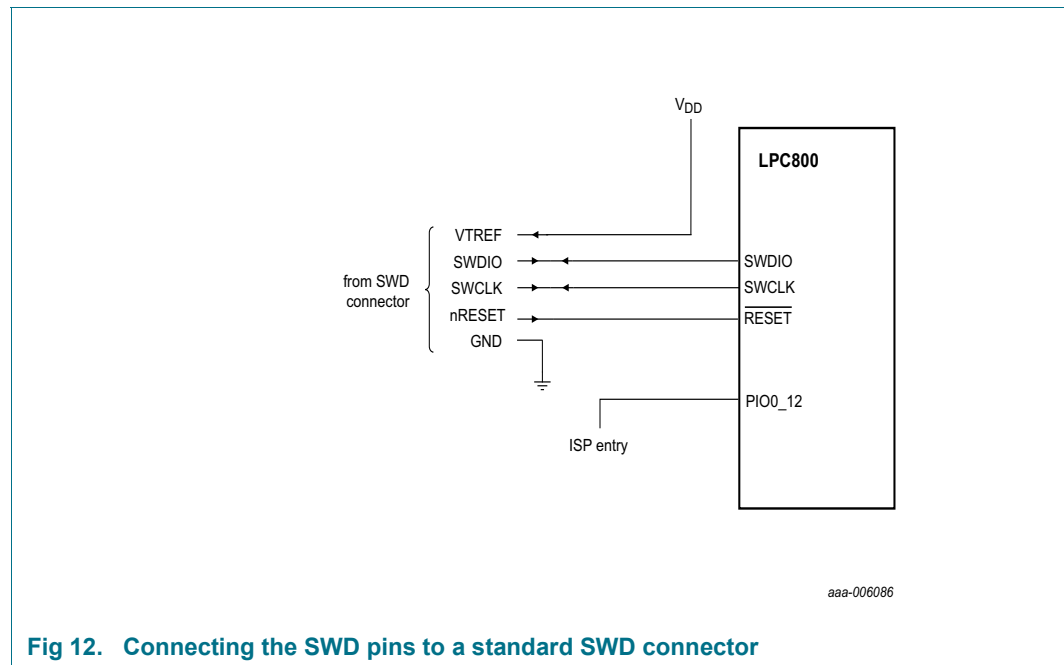 VDD
LPC800
VTREF
SWDIO
SWCLK
nRESET
GND
from SWD
connector
SWDIO
SWCLK
RESET
PIO0_12
ISP entry
aaa-006086
Fig 12. Connecting the SWD pins to a standard SWD connector